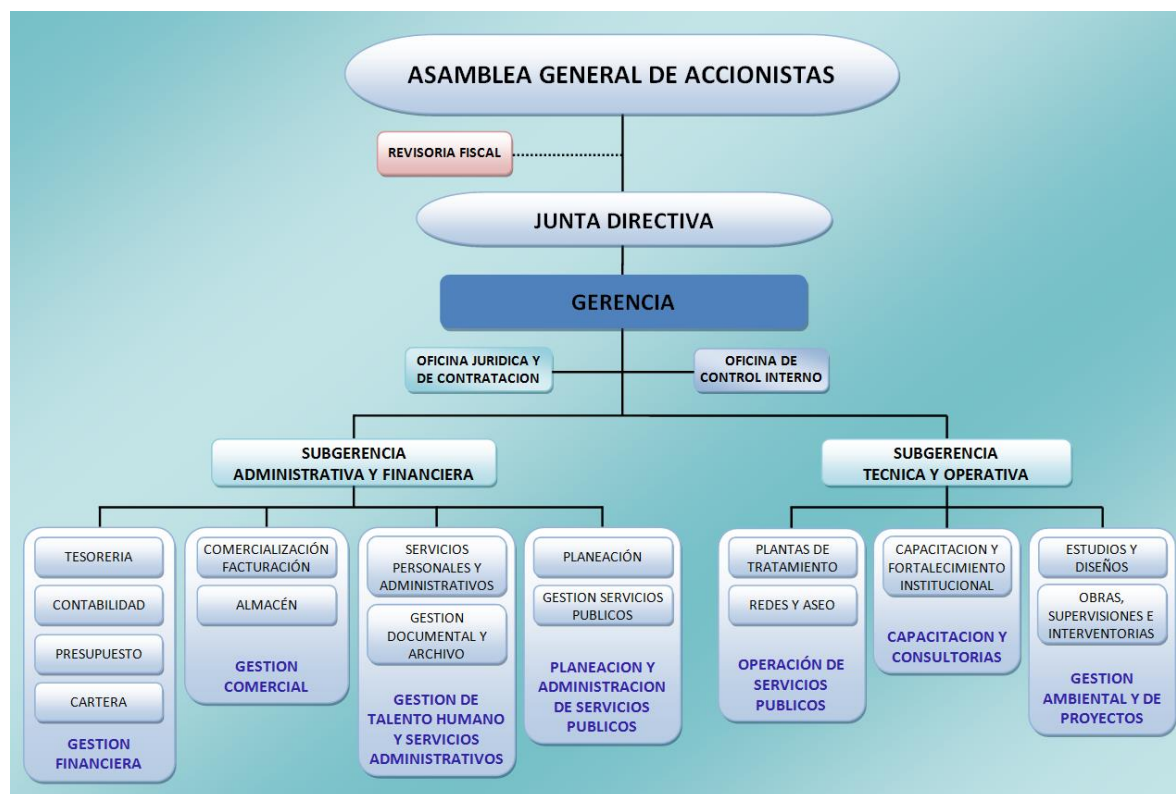 ASAMBLEA GENERAL DE ACCIONISTAS
REVISORIA FISCAL
JUNTA DIRECTIVA
GERENCIA
OFICINA JURIDICA Y
DE CONTRATACION
OFICINA DE
CONTROL INTERNO
SUBGERENCIA
ADMINISTRATIVA Y FINANCIERA
SUBGERENCIA
TECNICA Y OPERATIVA
TESORERIA
CONTABILIDAD
PRESUPUESTO
CARTERA
GESTION
FINANCIERA
COMERCIALIZACIÓN
FACTURACIÓN
ALMACÉN
GESTION
COMERCIAL
SERVICIOS
PERSONALES Y
ADMINISTRATIVOS
GESTION
DOCUMENTAL Y
ARCHIVO
GESTION DE
TALENTO HUMANO
Y SERVICIOS
ADMINISTRATIVOS
PLANEACIÓN
GESTION SERVICIOS
PUBLICOS
PLANEACION Y
ADMINISTRACION
DE SERVICIOS
PUBLICOS
PLANTAS DE
TRATAMIENTO
REDES Y ASEO
OPERACIÓN DE
SERVICIOS
PUBLICOS
CAPACITACION Y
FORTALECIMIENTO
INSTITUCIONAL
CAPACITACION Y
CONSULTORIAS
ESTUDIOS Y
DISEÑOS
OBRAS,
SUPERVISIONES E
INTERVENTORIAS
GESTION
AMBIENTAL Y DE
PROYECTOS